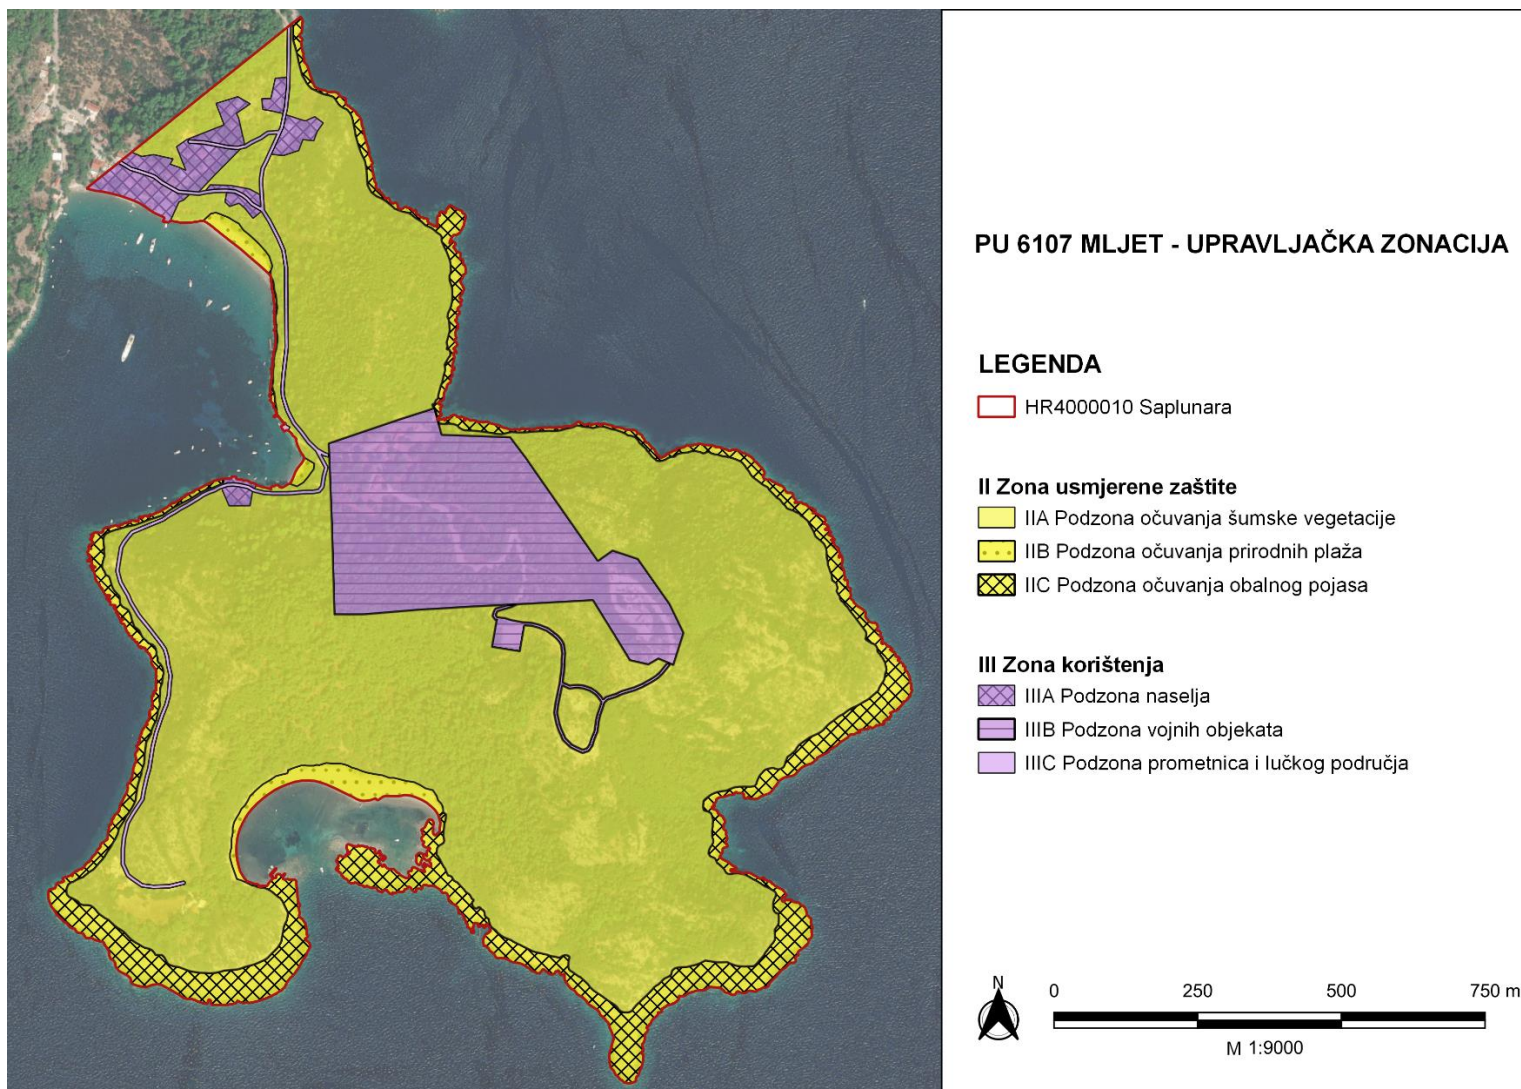 PU 6107 MLJET - UPRAVLJAČKA ZONACIJA
LEGENDA
HR4000010 Saplunara
II Zona usmjerene zaštite
IIA Podzona očuvanja šumske vegetacije
IIB Podzona očuvanja prirodnih plaža
IIC Podzona očuvanja obalnog pojasa
III Zona korištenja
IIIA Podzona naselja
IIIB Podzona vojnih objekata
IIIC Podzona prometnica i lučkog područja
N
0 250 500 750 m
M 1:9000